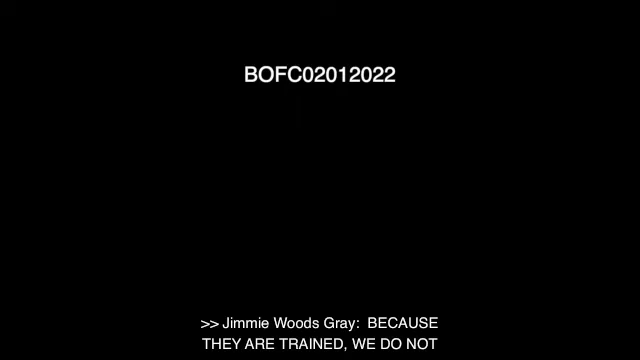 BOFC02012022
>> Jimmie Woods Gray:  BECAUSE
THEY ARE TRAINED, WE DO NOT